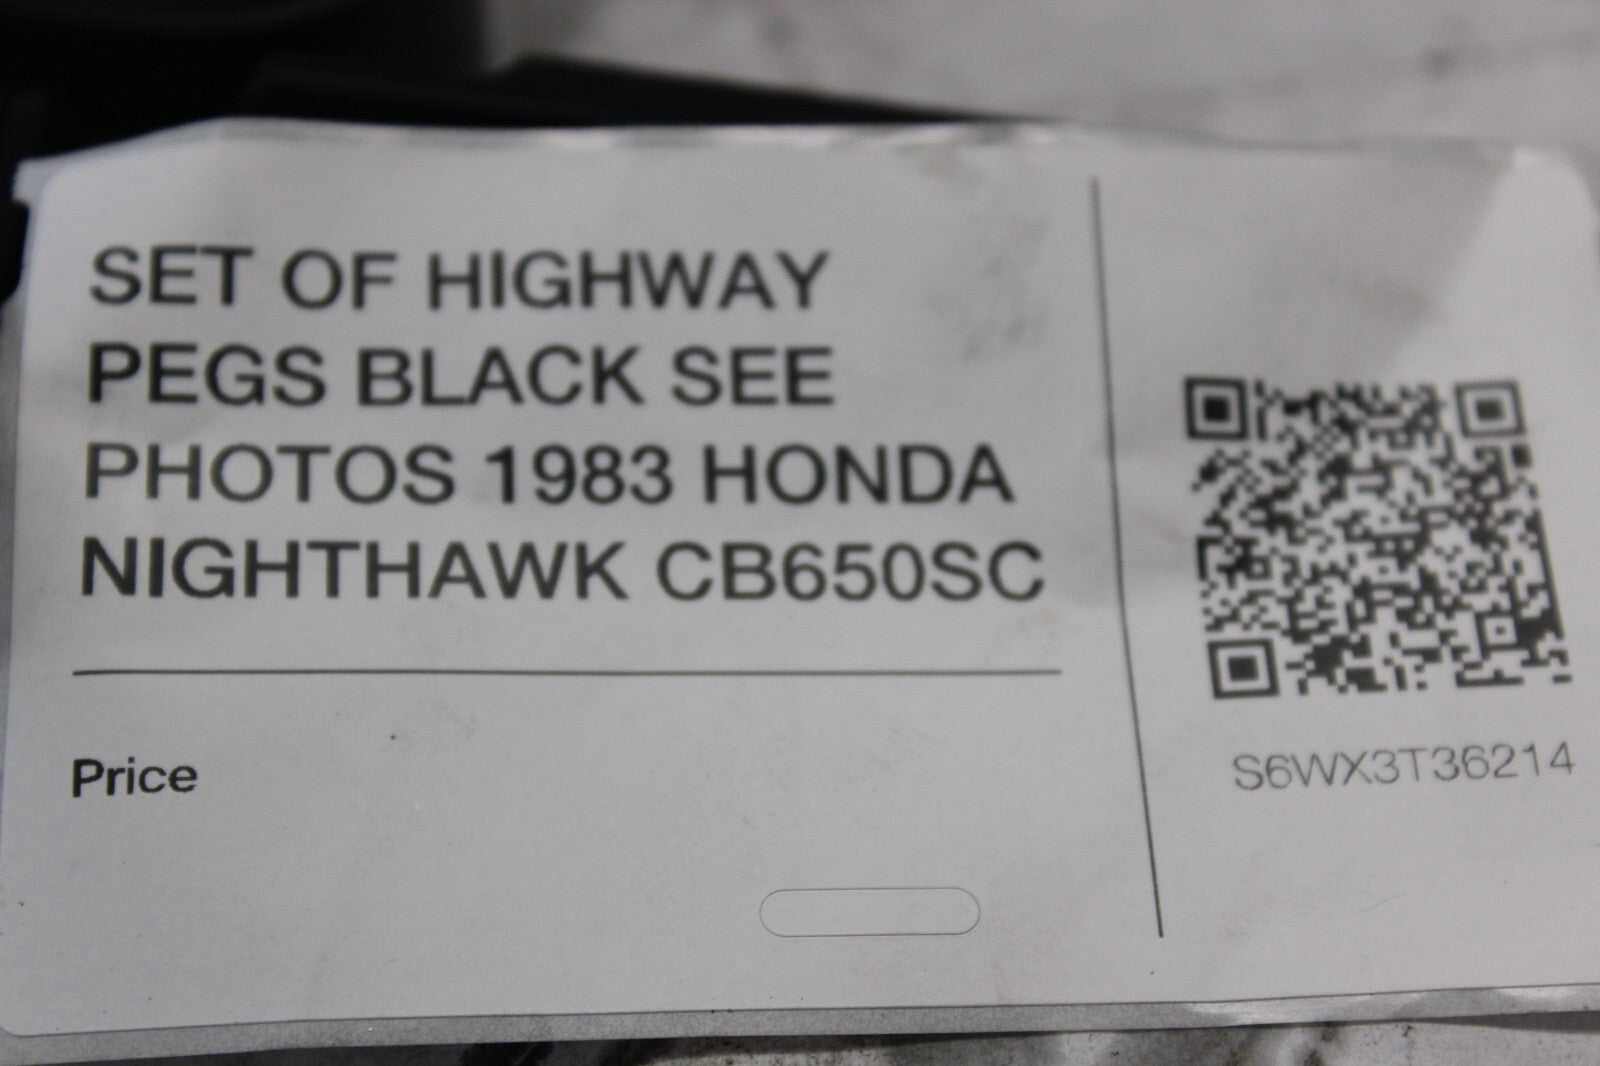 SET OF HIGHWAY
PEGS BLACK SEE
PHOTOS 1983 HONDA
NIGHTHAWK CB650SC
Price
S6WX3T36214